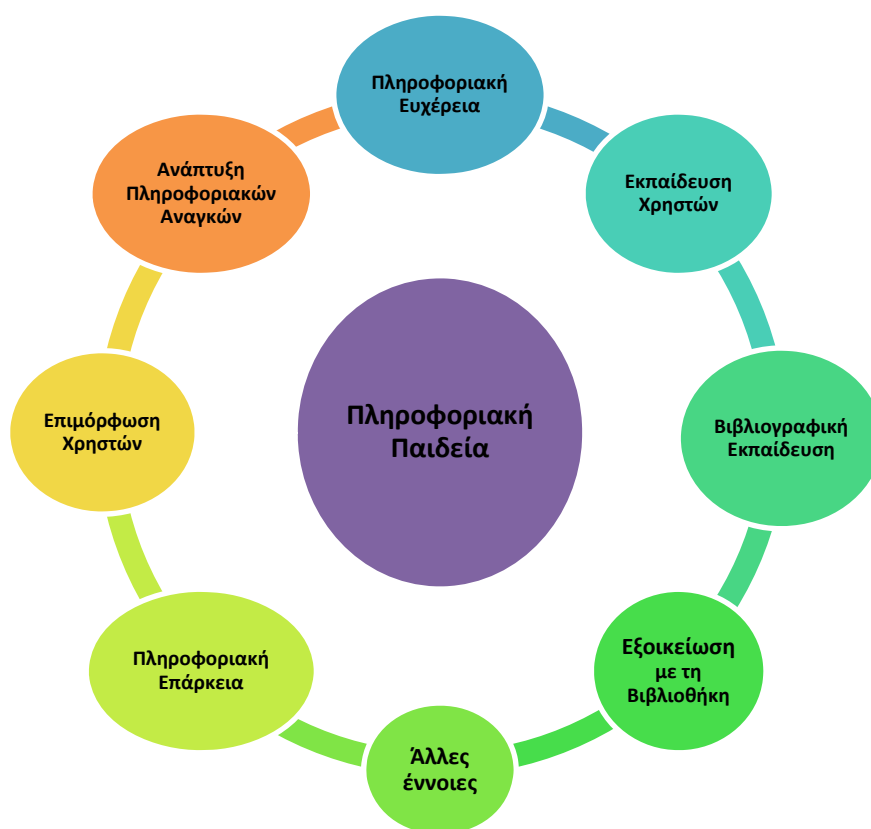 Πληροφοριακή
Ευχέρεια
Εκπαίδευση
Χρηστών
Βιβλιογραφική
Εκπαίδευση
Εξοικείωση
με τη
Βιβλιοθήκη
Άλλες
έννοιες
Πληροφοριακή
Επάρκεια
Επιμόρφωση
Χρηστών
Ανάπτυξη
Πληροφοριακών
Αναγκών
Πληροφοριακή
Παιδεία